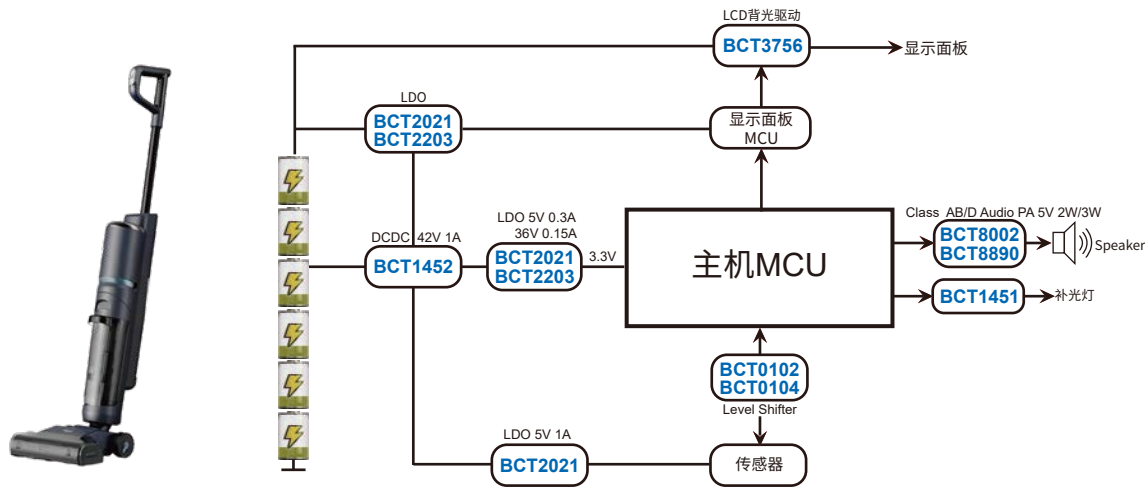 LCD背光驱动
BCT3756
显示面板
LDO
BCT2021
BCT2203
显示面板
MCU
Class AB/D Audio PA 5V 2W/3W
LDO 5V 0.3A
36V 0.15A
DCDC 42V 1A
BCT1452
BCT2021
BCT2203
3.3V
主机MCU
BCT8002
BCT8890
Speaker
BCT1451
补光灯
BCT0102
BCT0104
Level Shifter
LDO 5V 1A
BCT2021
传感器